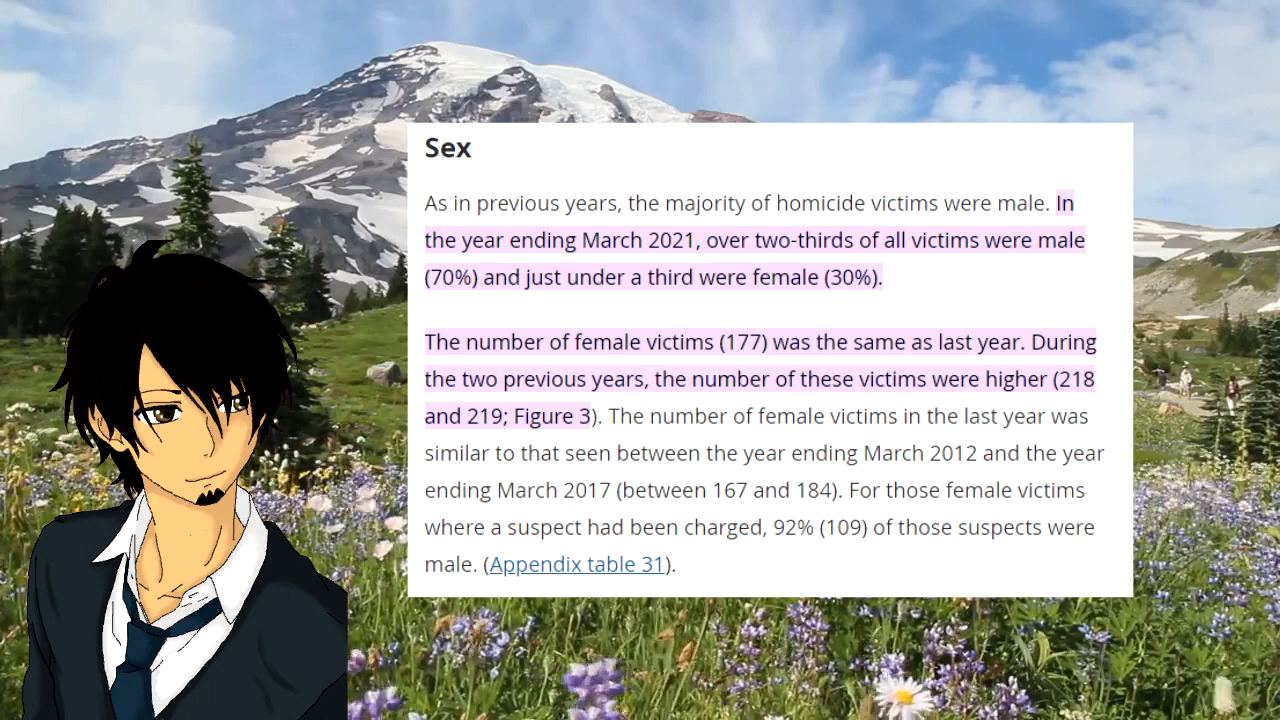 Sex
As in previous years, the majority of homicide victims were male. In
the year ending March 2021, over two-thirds of all victims were male
(70%) and just under a third were female (30%).
The number of female victims (177) was the same as last year. During
the two previous years, the number of these victims were higher (218
and 219; Figure 3). The number of female victims in the last year was
similar to that seen between the year ending March 2012 and the year
ending March 2017 (between 167 and 184). For those female victims
where a suspect had been charged, 92% (109) of those suspects were
male. (Appendix table 31).